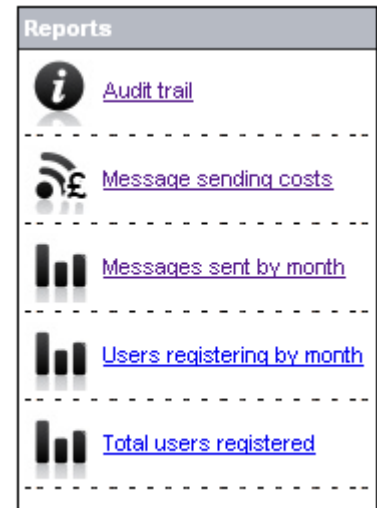 Reports
Audit trail
Message sending costs
Messages sent by month
Users registering by month
Total users registered